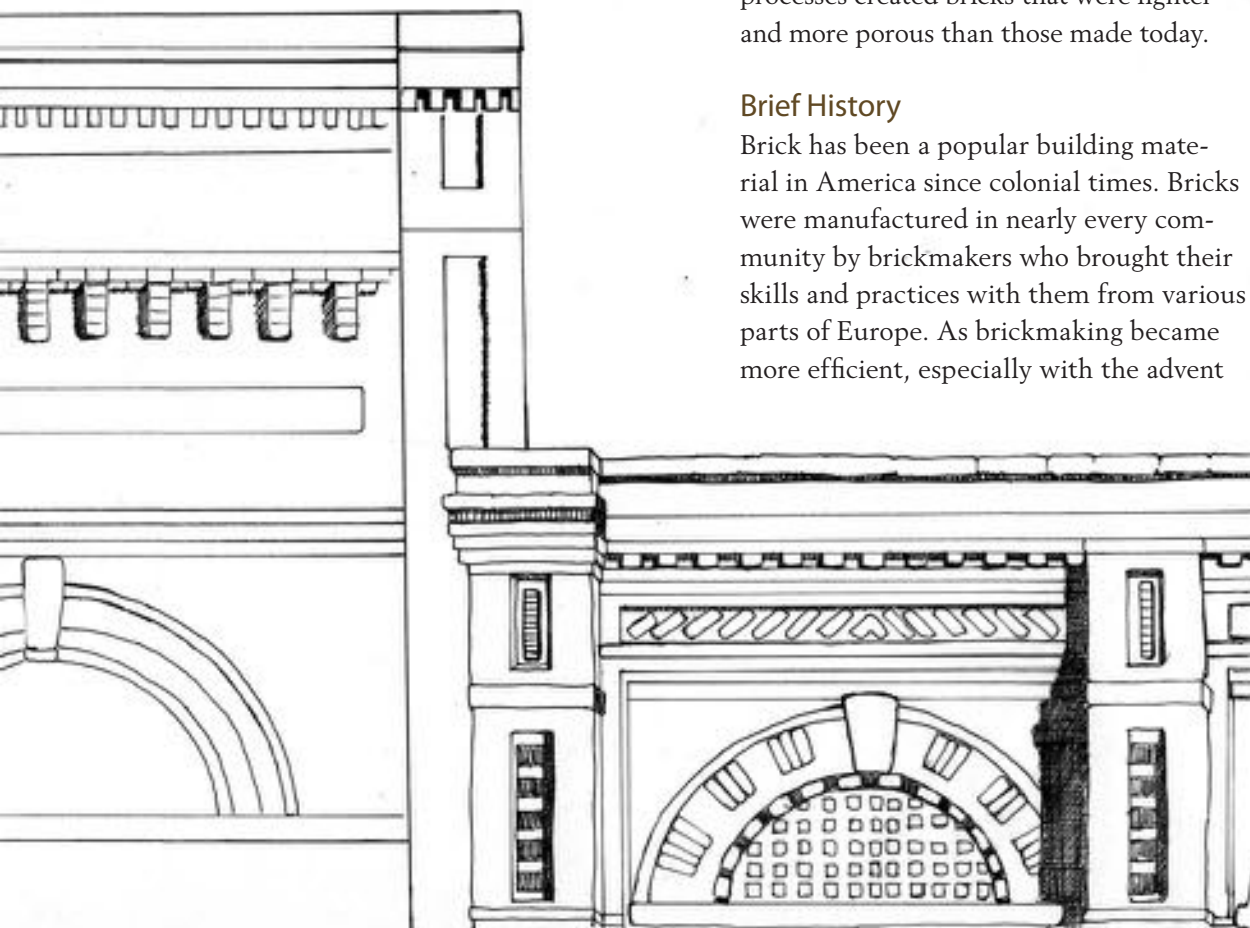 processes created bricks that were lighter
and more porous than those made today.
Brief History
Brick has been a popular building mate-
rial in America since colonial times. Bricks
were manufactured in nearly every com-
munity by brickmakers who brought their
skills and practices with them from various
parts of Europe. As brickmaking became
more efficient, especially with the advent